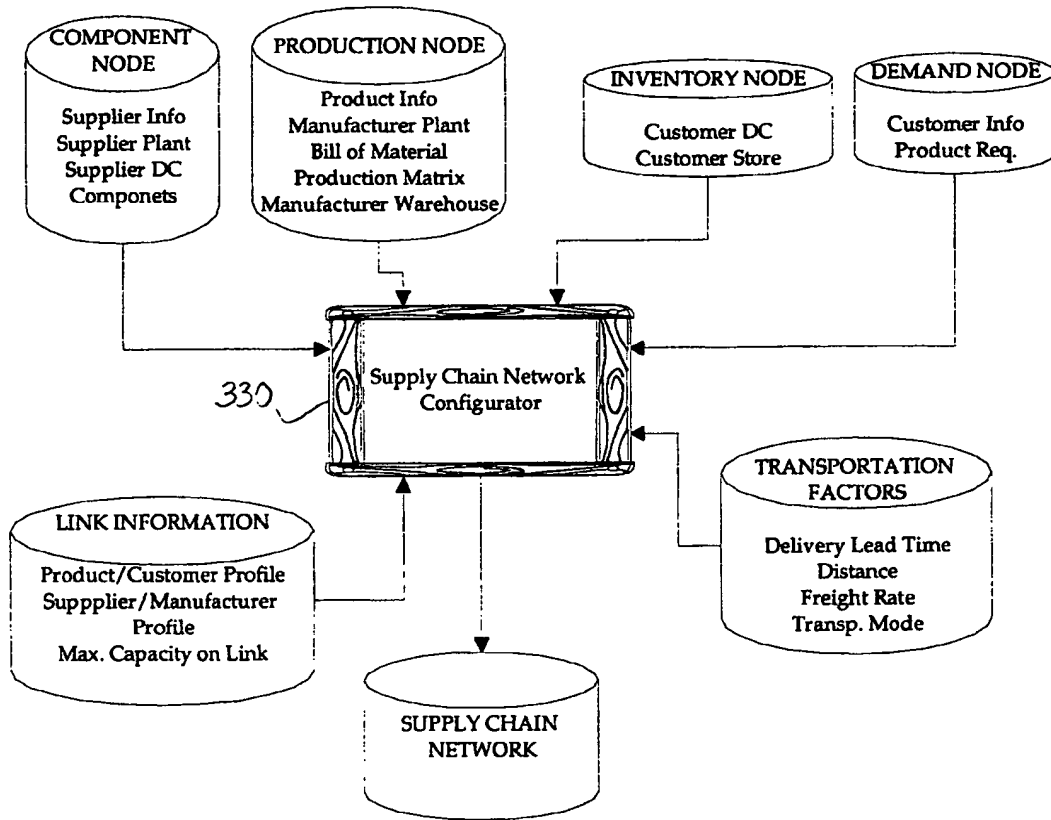 COMPONENT
NODE
Supplier Info
Supplier Plant
Supplier DC
Componets
PRODUCTION NODE
Product Info
Manufacturer Plant
Bill of Material
Production Matrix
Manufacturer Warehouse
INVENTORY NODE
Customer DC
Customer Store
DEMAND NODE
Customer Info
Product Req.
330
Supply Chain Network
Configurator
LINK INFORMATION
Product/Customer Profile
Suppplier/Manufacturer
Profile
Max. Capacity on Link
TRANSPORTATION
FACTORS
Delivery Lead Time
Distance
Freight Rate
Transp. Mode
SUPPLY CHAIN
NETWORK